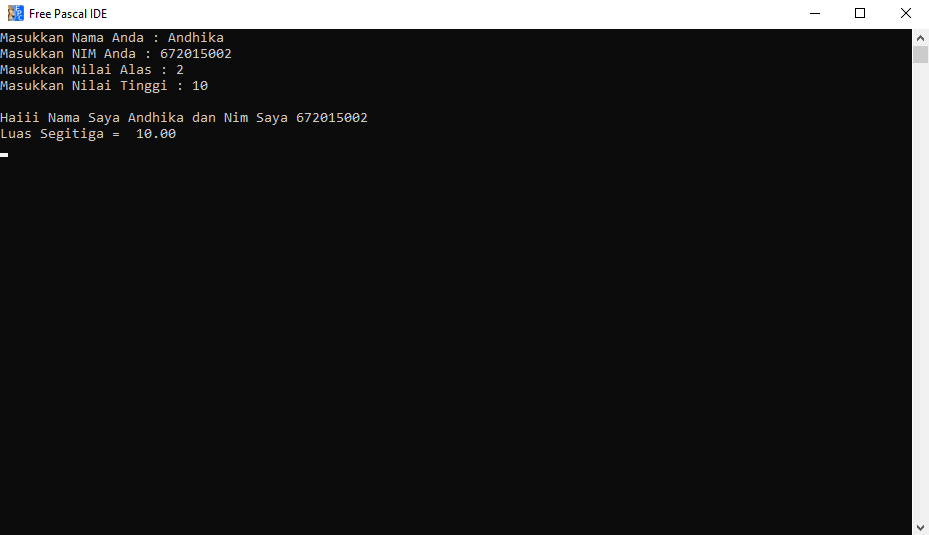 Free Pascal IDE
Masukkan Nama Anda : Andhika
Masukkan NIM Anda : 672015002
Masukkan Nilai Alas : 2
Masukkan Nilai Tinggi : 10
Haiii Nama Saya Andhika dan Nim Saya 672015002
Luas Segitiga =  10.00